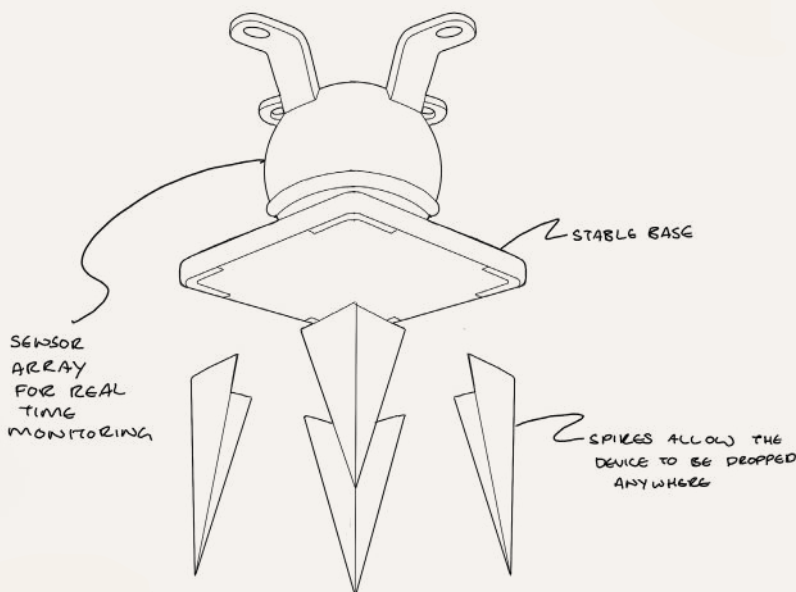 STABLE BASE
SENSOR
ARRAY
FOR REAL
TIME
MONITORING
SPIKES ALLOW THE
DEVICE TO BE DROPPED
ANYWHERE